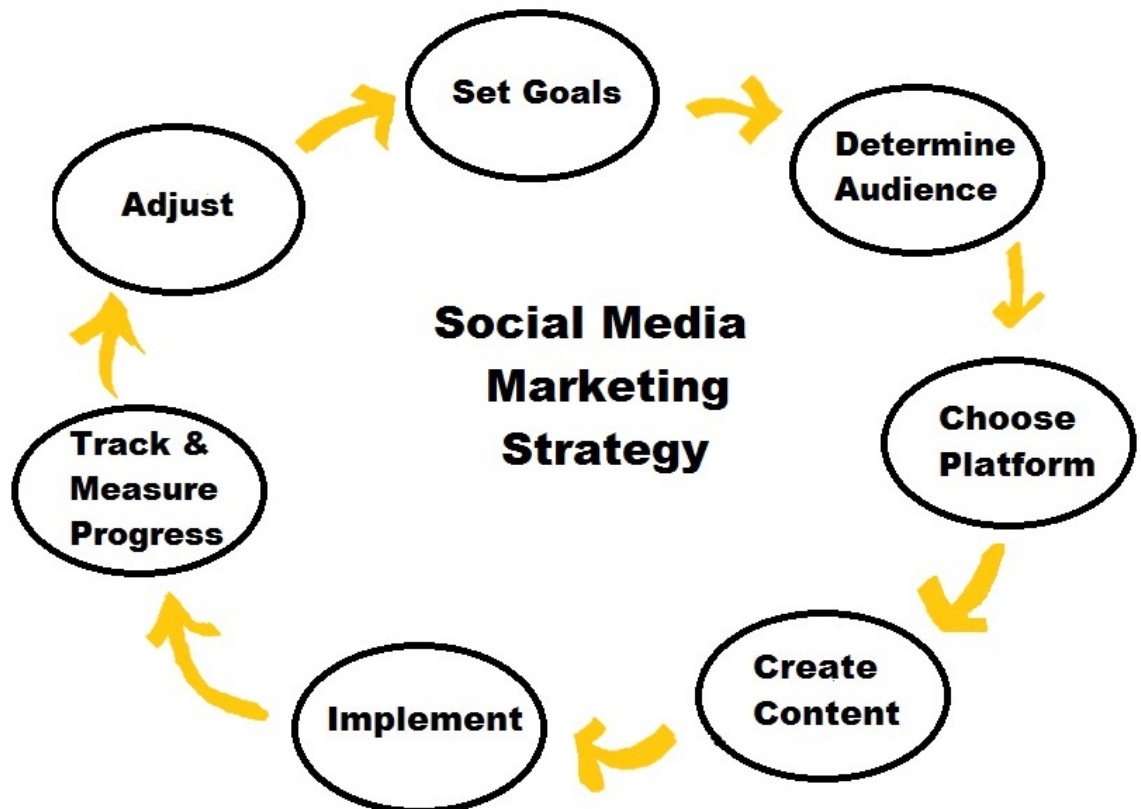 Set Goals
Determine
Audience
Choose
Platform
Create
Content
Implement
Track &
Measure
Progress
Adjust
Social Media
Marketing
Strategy